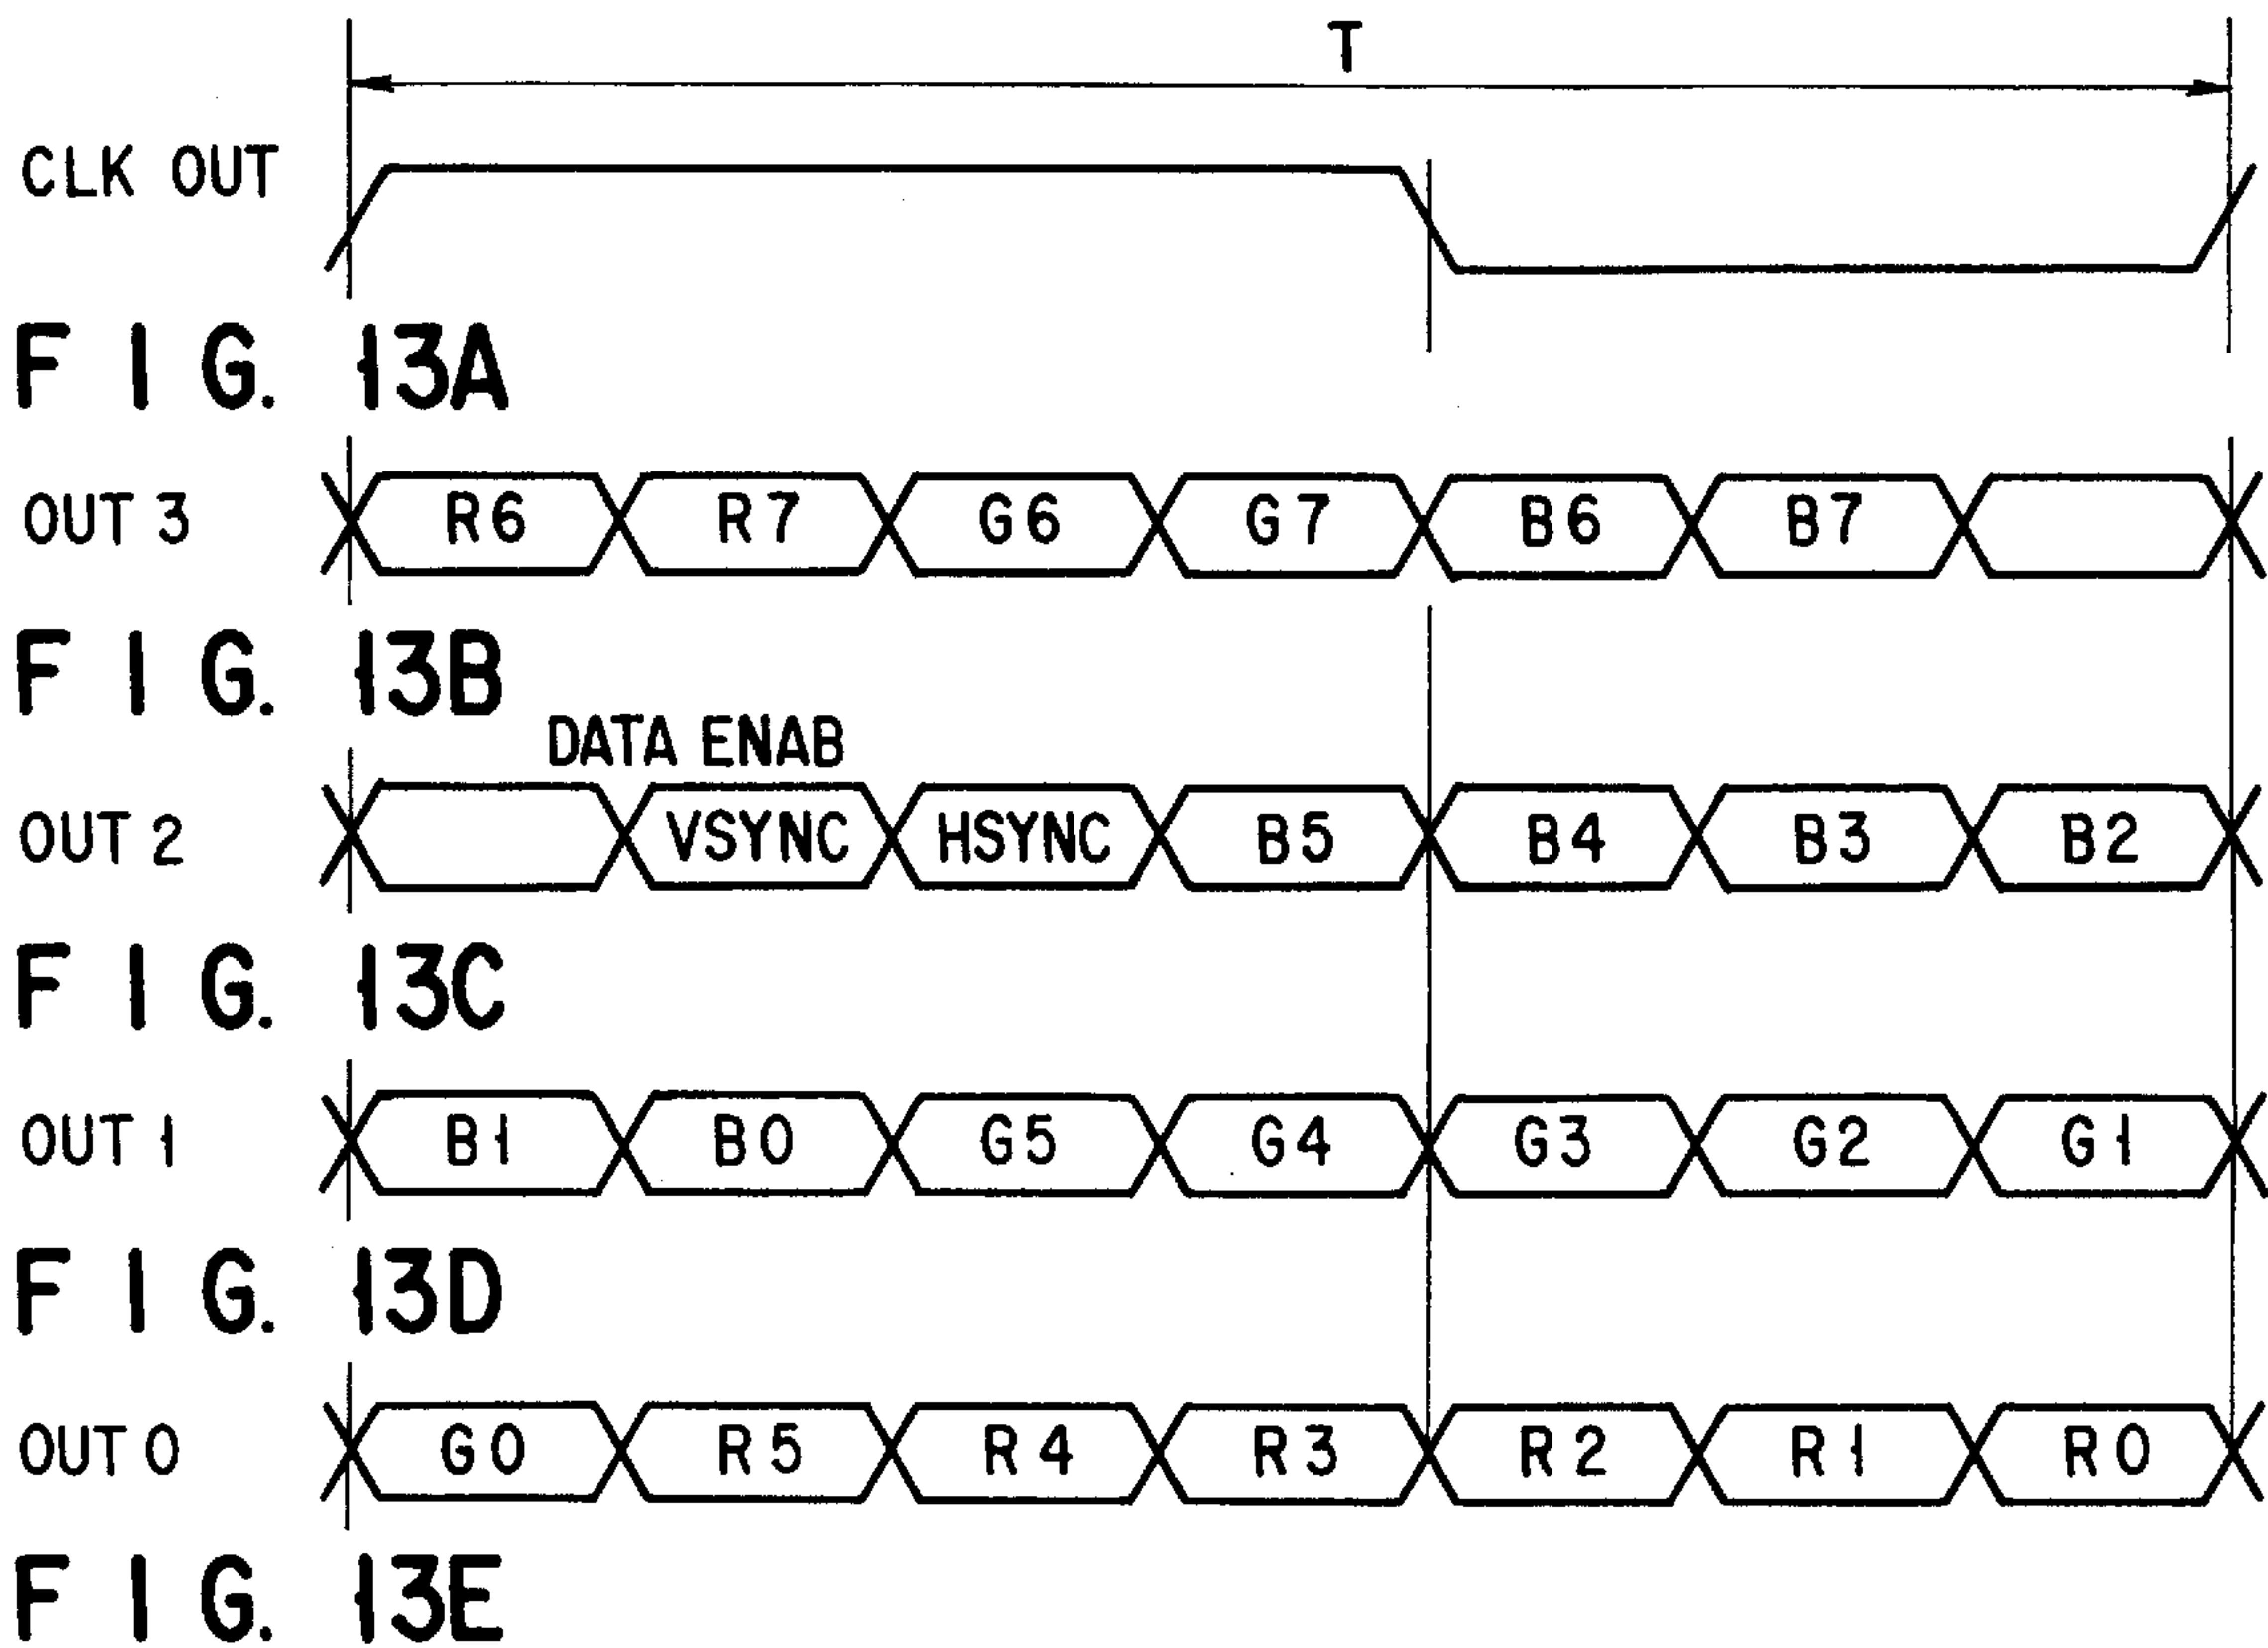 T
CLK OUT
FIG. 13A
OUT 3 R6 R7 G6 G7 B6 B7
FIG. 13B
DATA ENAB
OUT 2 VSYNC HSYNC B5 B4 B3 B2
FIG. 13C
OUT 1 B1 B0 G5 G4 G3 G2 G1
FIG. 13D
OUT 0 G0 R5 R4 R3 R2 R1 R0
FIG. 13E